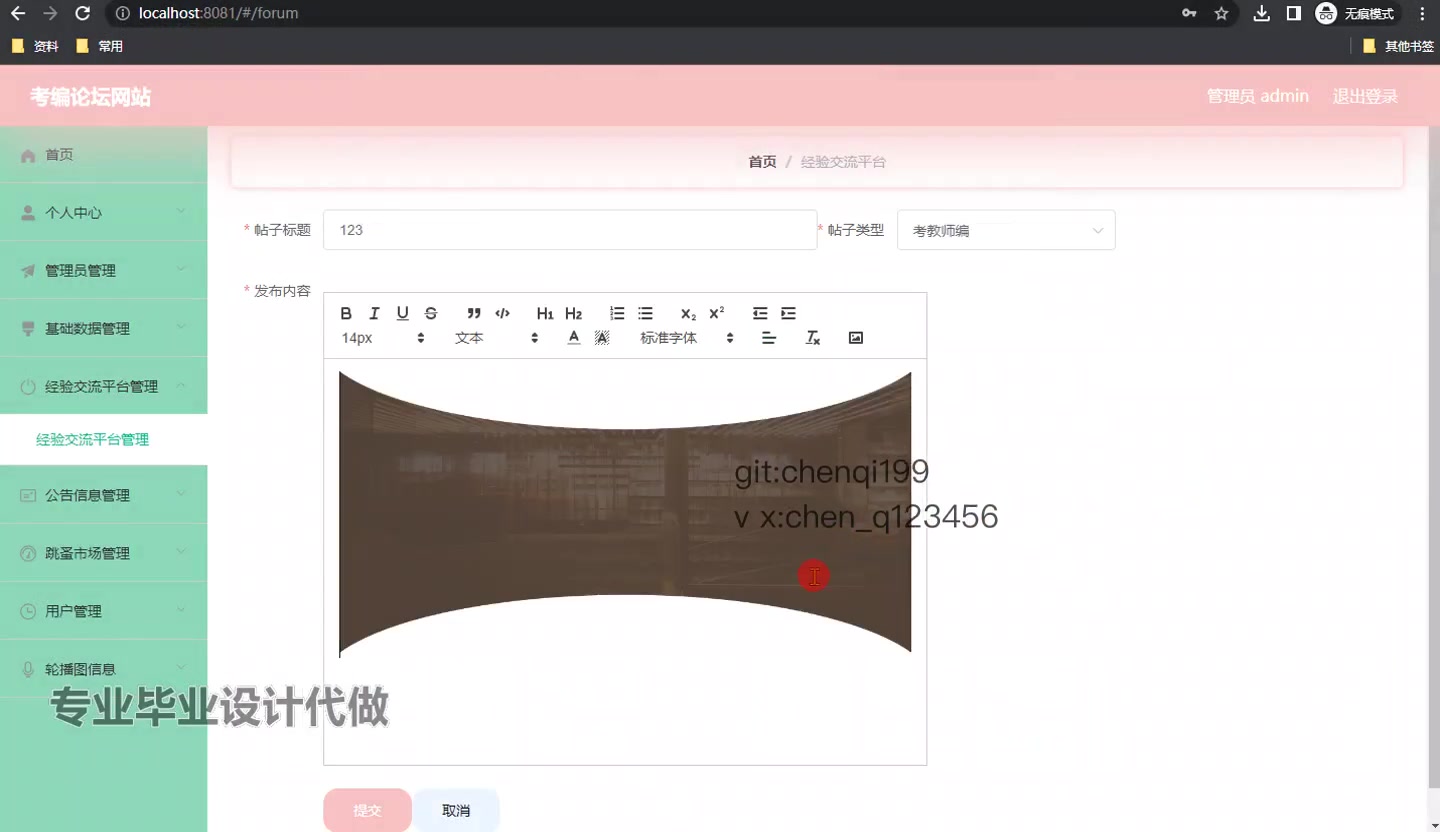 localhost:8081/#/forum
无痕模式
资料
常用
其他书签
考编论坛网站
管理员 admin
退出登录
首页
个人中心
管理员管理
基础数据管理
经验交流平台管理
经验交流平台管理
公告信息管理
跳蚤市场管理
用户管理
轮播图信息
首页 / 经验交流平台
* 帖子标题
123
* 帖子类型
考教师编
* 发布内容
B I U S ” </> H1 H2 x₂ x²
14px
文本
A A
标准字体
Tx
git:chenqi199
v x:chen_q123456
专业毕业设计代做
提交
取消